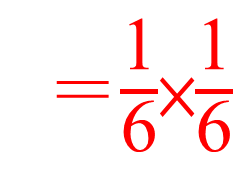 = 1/6 × 1/6